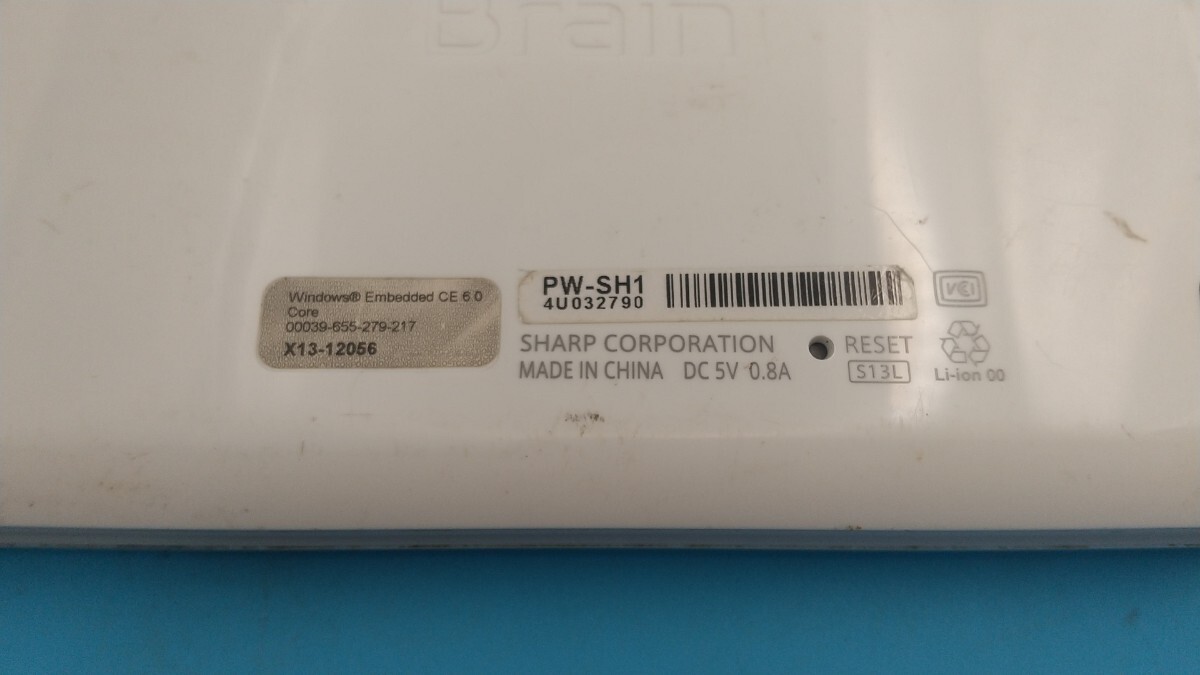 Brain
Windows® Embedded CE 6.0
Core
00039-655-279-217
X13-12056
PW-SH1
4U032790
SHARP CORPORATION
MADE IN CHINA DC 5V 0.8A
RESET
S13L
VCCI
Li-ion 00